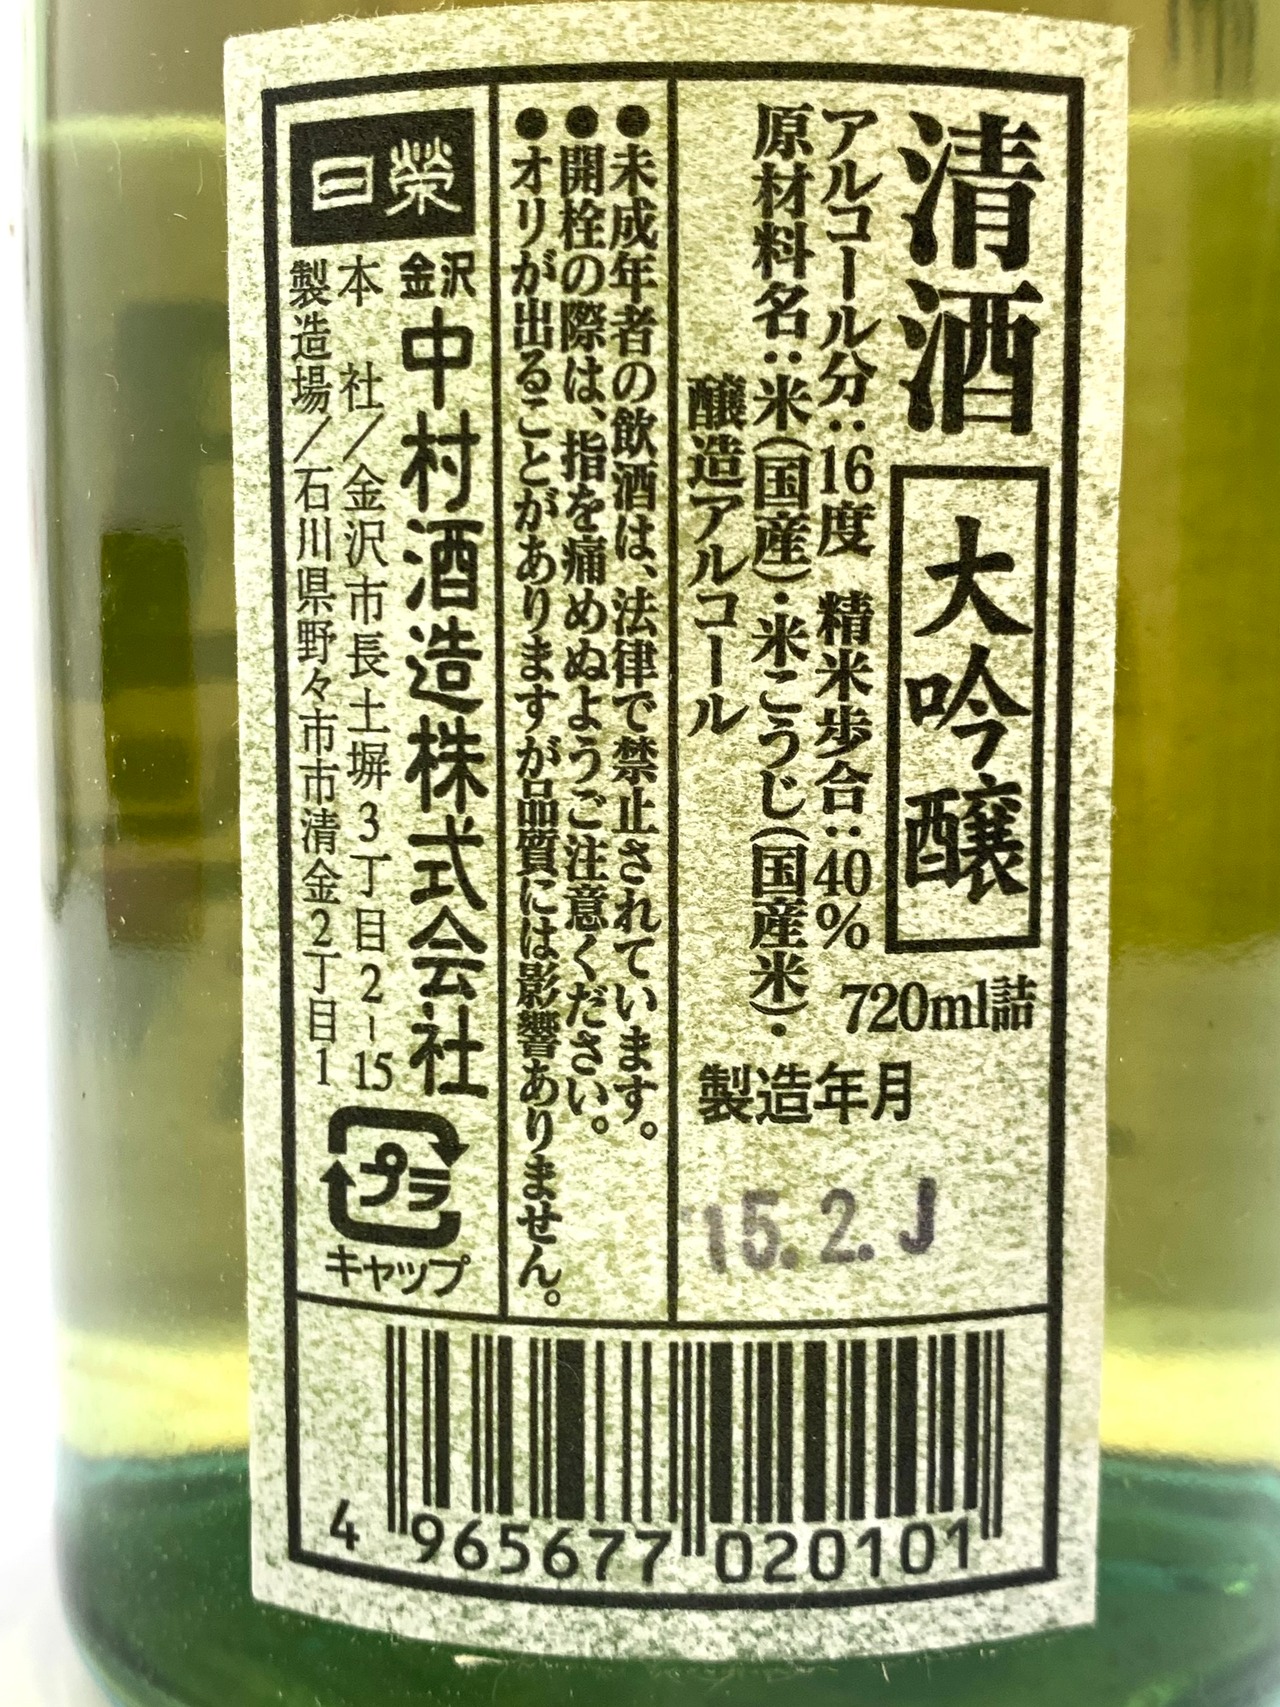 清酒 大吟醸 720ml詰
アルコール分：16度 精米歩合：40％
原材料名：米（国産）・米こうじ（国産米）・
醸造アルコール
製造年月
15.2.J
●未成年者の飲酒は、法律で禁止されています。
●開栓の際は、指を痛めぬようご注意ください。
●オリが出ることがありますが品質には影響ありません。
日榮
金沢 中村酒造株式会社
本 社／金沢市長土塀3丁目2-15
製造場／石川県野々市市清金2丁目1
プラ
キャップ
4 965677 020101